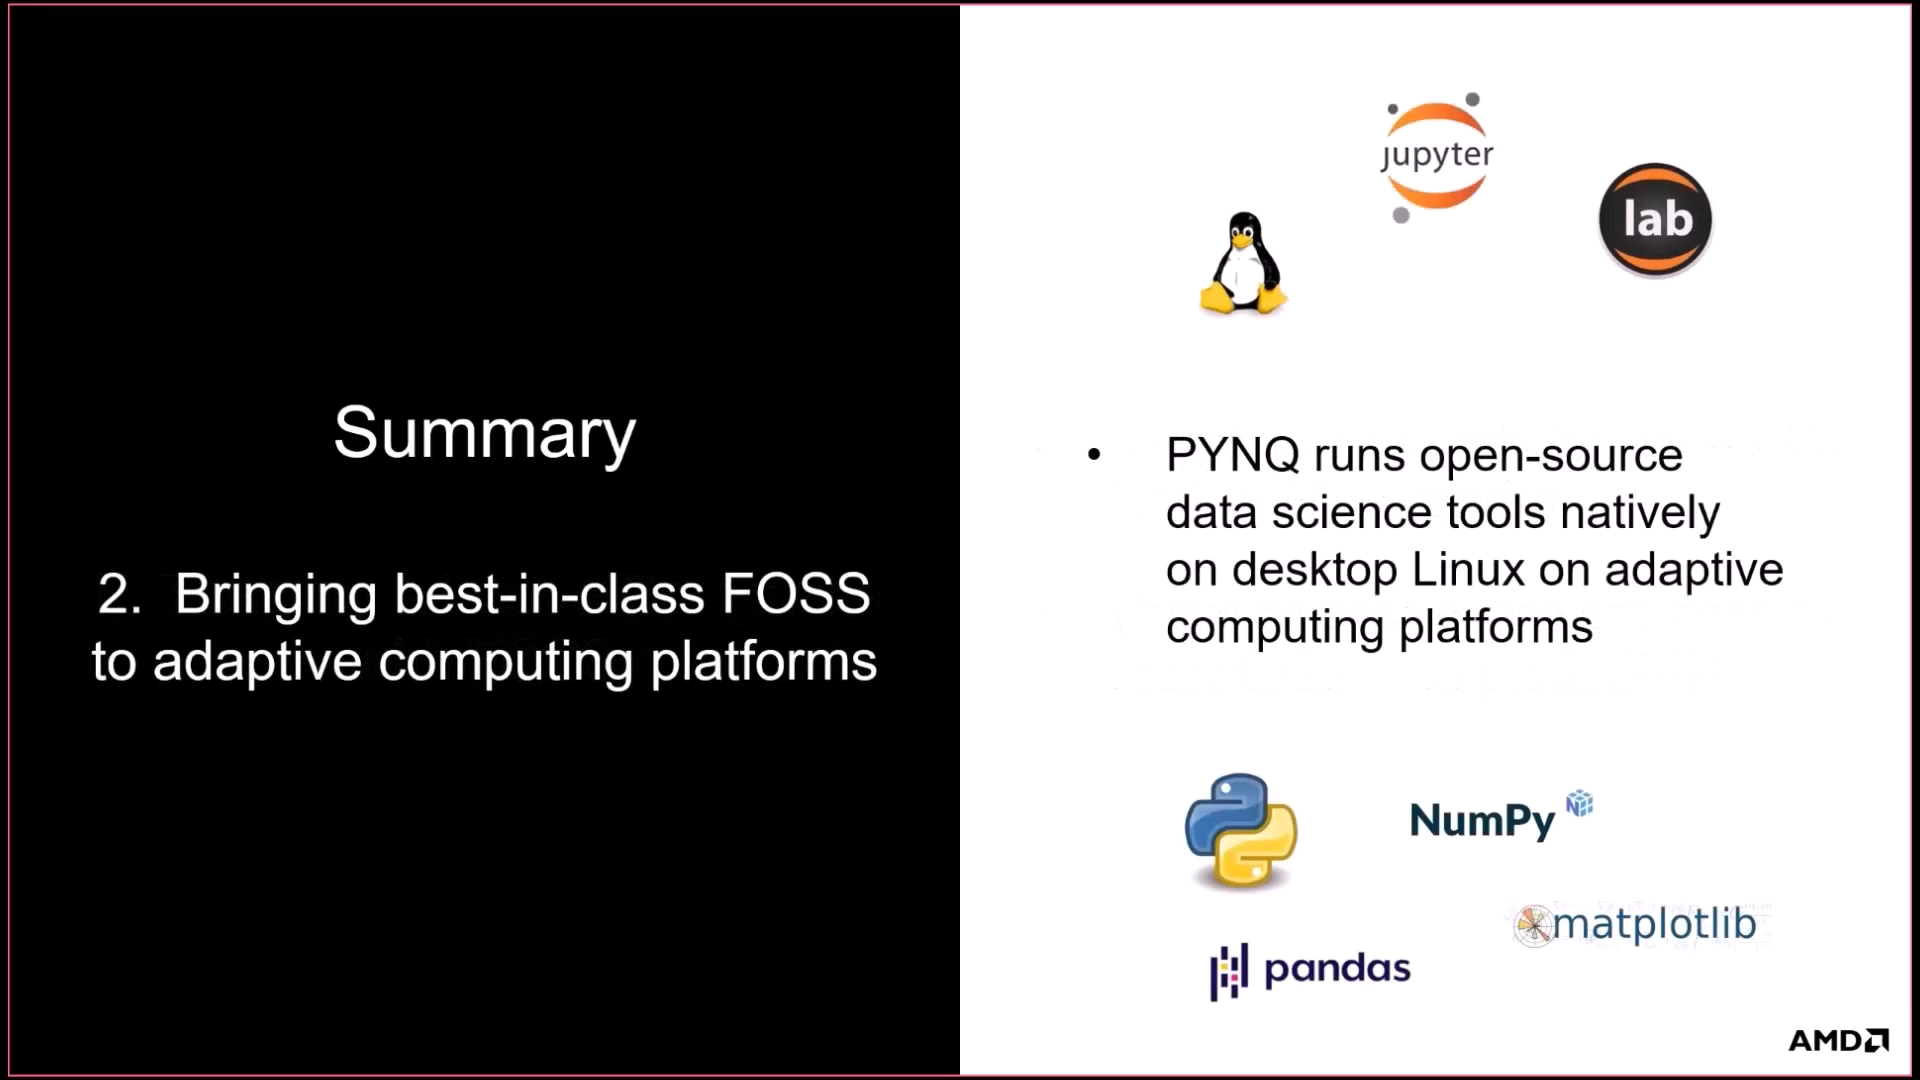 Summary
2. Bringing best-in-class FOSS
to adaptive computing platforms
jupyter
lab
• PYNQ runs open-source
data science tools natively
on desktop Linux on adaptive
computing platforms
NumPy
matplotlib
pandas
AMD